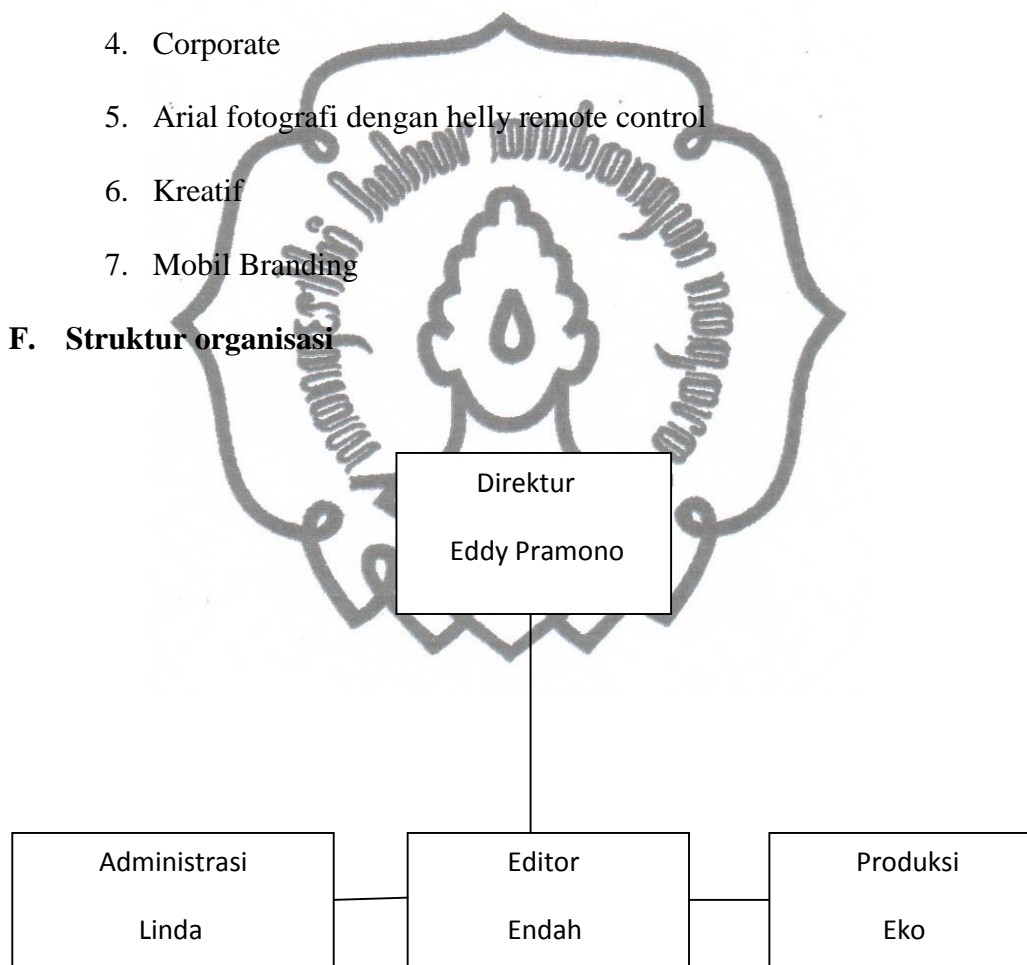 4. Corporate
5. Arial fotografi dengan helly remote control
6. Kreatif
7. Mobil Branding
F. Struktur organisasi
Direktur
Eddy Pramono
Administrasi
Linda
Editor
Endah
Produksi
Eko